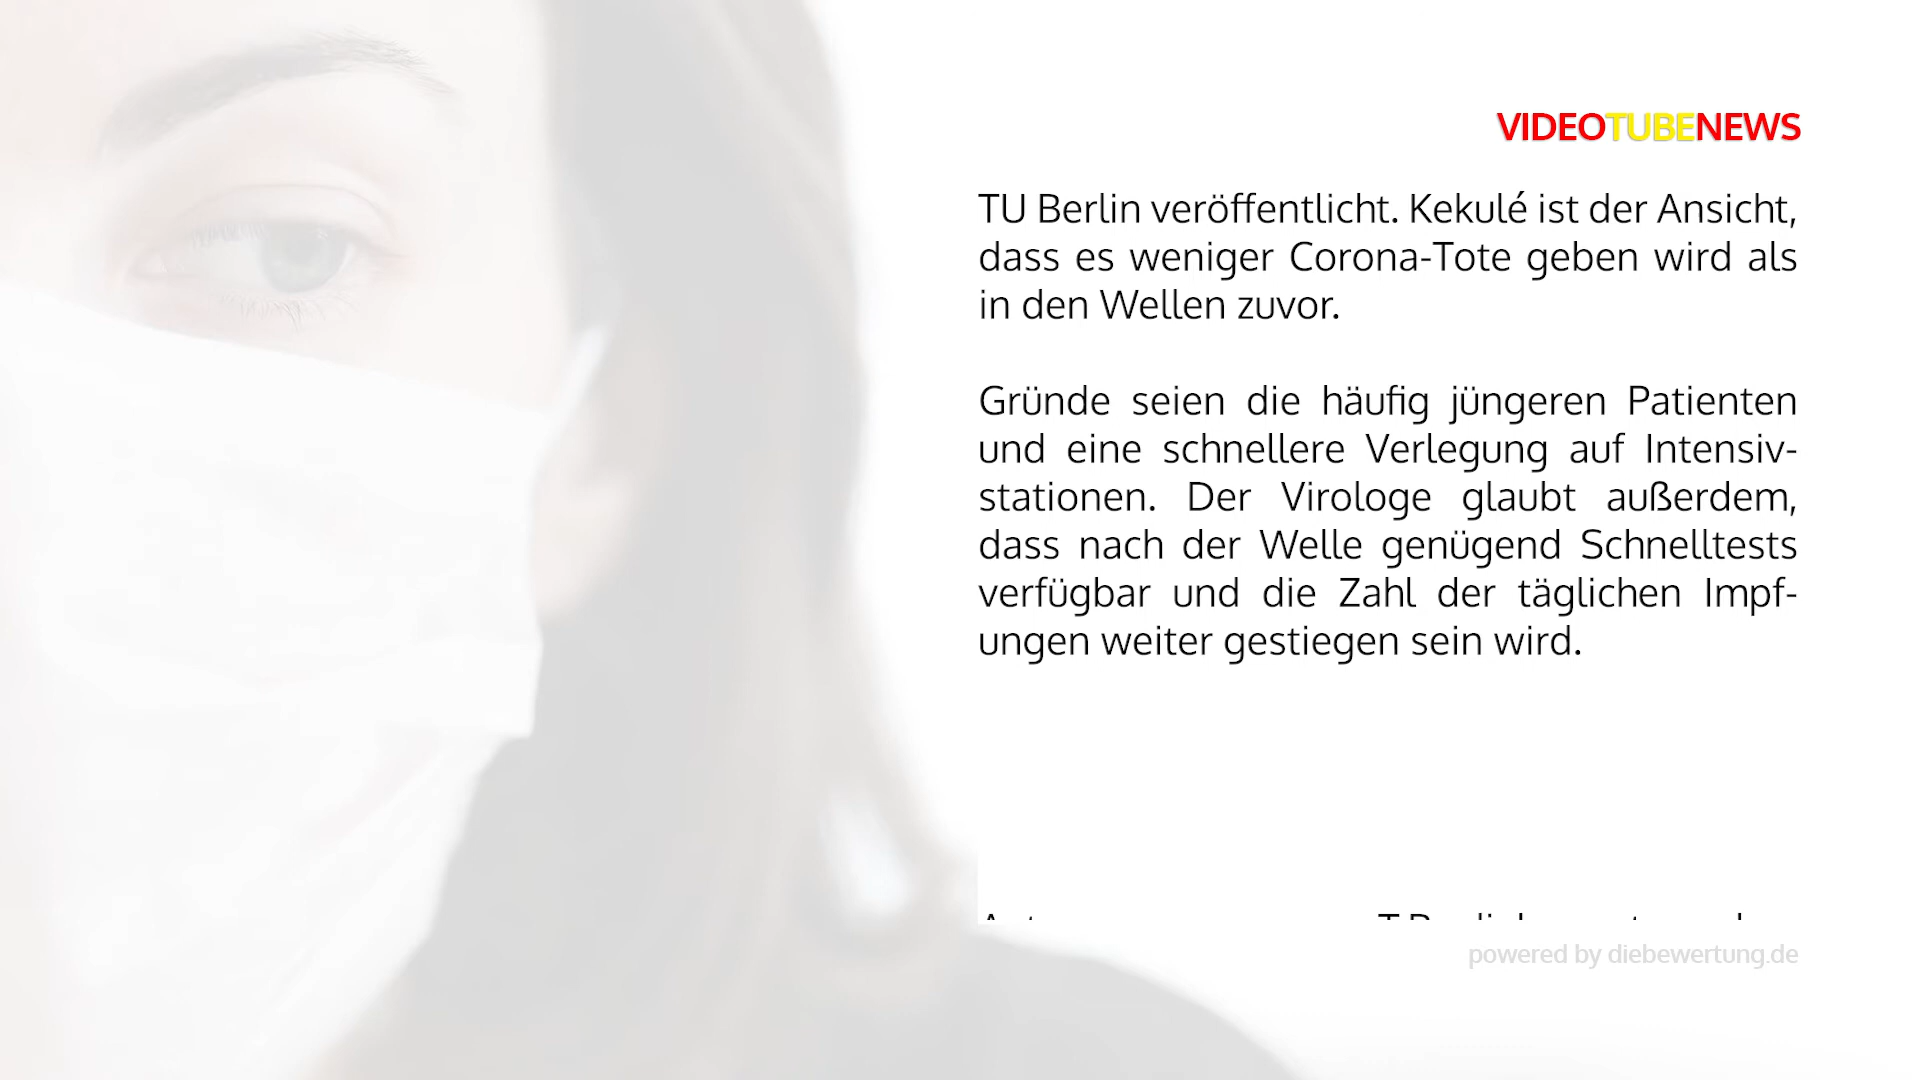 VIDEOTUBENEWS
TU Berlin veröffentlicht. Kekulé ist der Ansicht,
dass es weniger Corona-Tote geben wird als
in den Wellen zuvor.
Gründe seien die häufig jüngeren Patienten
und eine schnellere Verlegung auf Intensiv-
stationen. Der Virologe glaubt außerdem,
dass nach der Welle genügend Schnelltests
verfügbar und die Zahl der täglichen Impf-
ungen weiter gestiegen sein wird.
powered by diebewertung.de